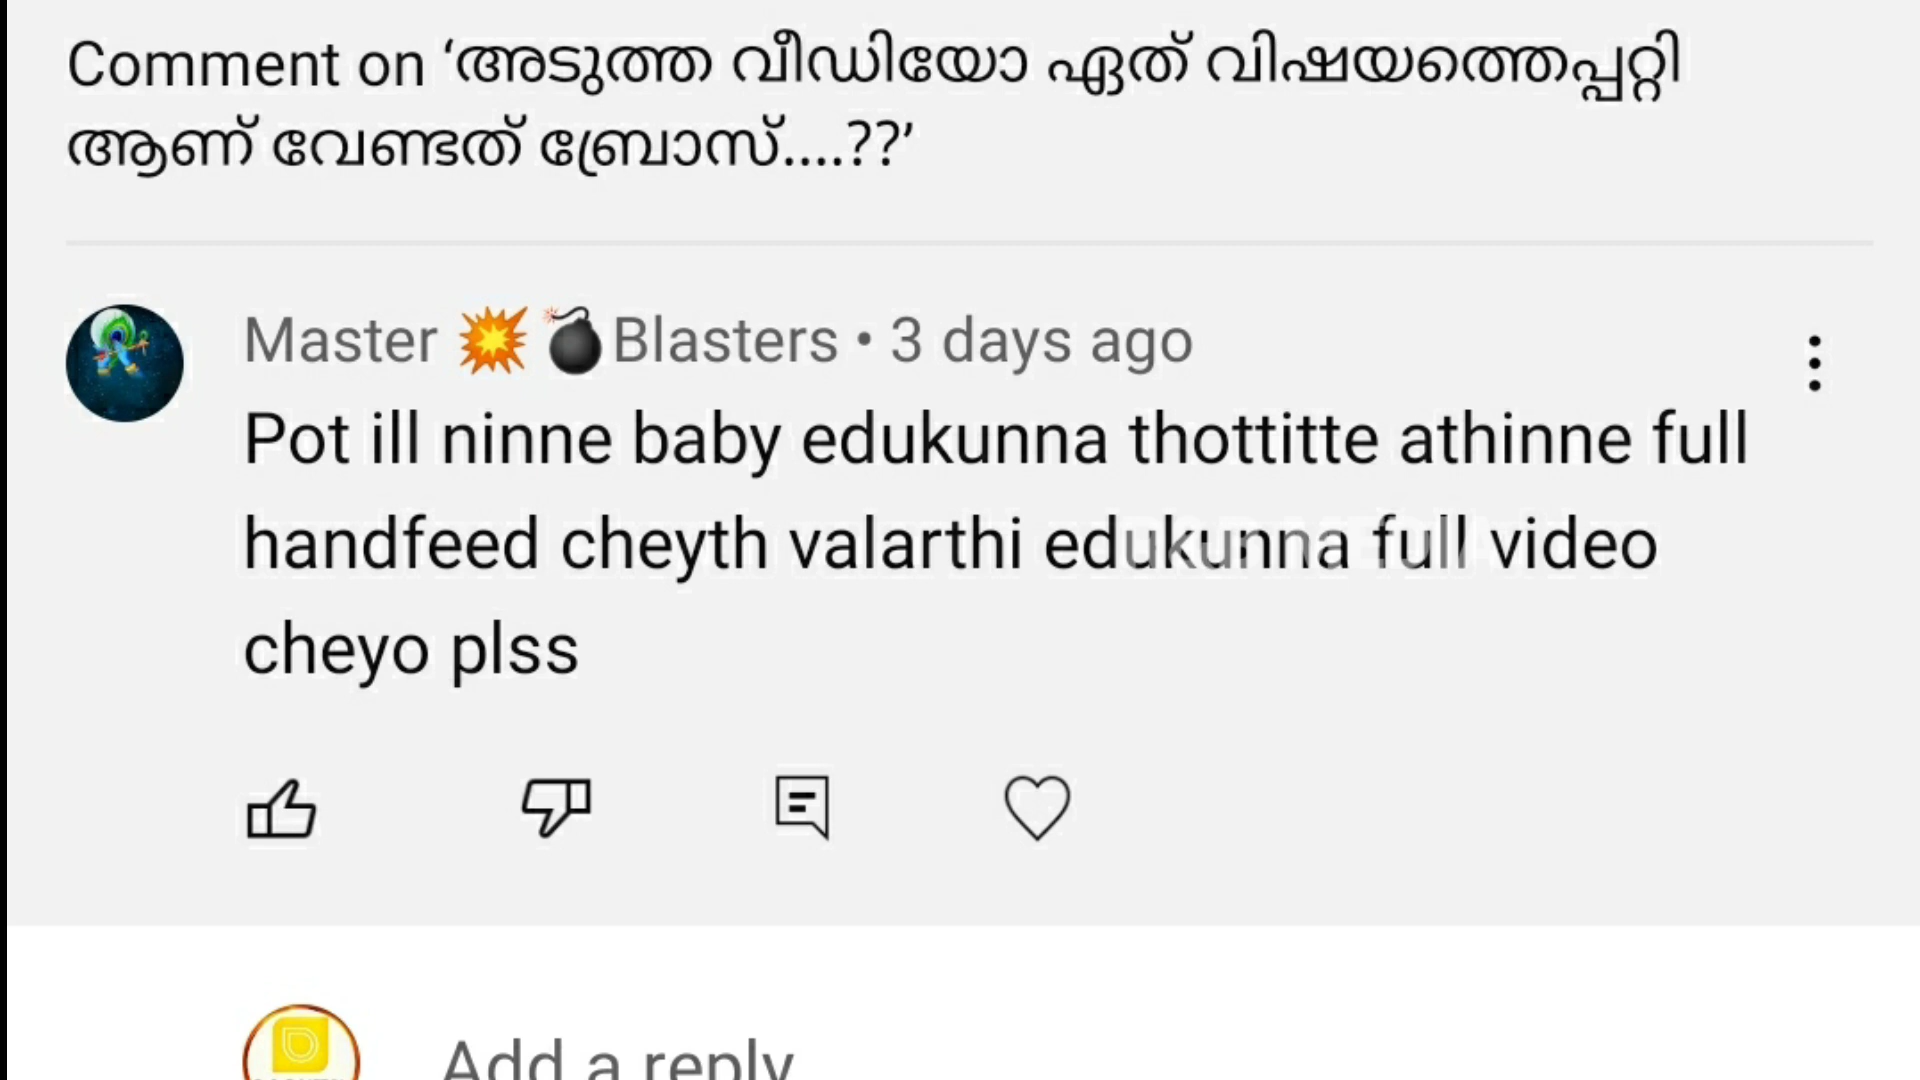 Comment on ‘അടുത്ത വീഡിയോ ഏത് വിഷയത്തെപ്പറ്റി
ആണ് വേണ്ടത് ബ്രോസ്....??’
Master 💥💣Blasters • 3 days ago
Pot ill ninne baby edukunna thottitte athinne full
handfeed cheyth valarthi edukunna full video
cheyo plss
Add a reply